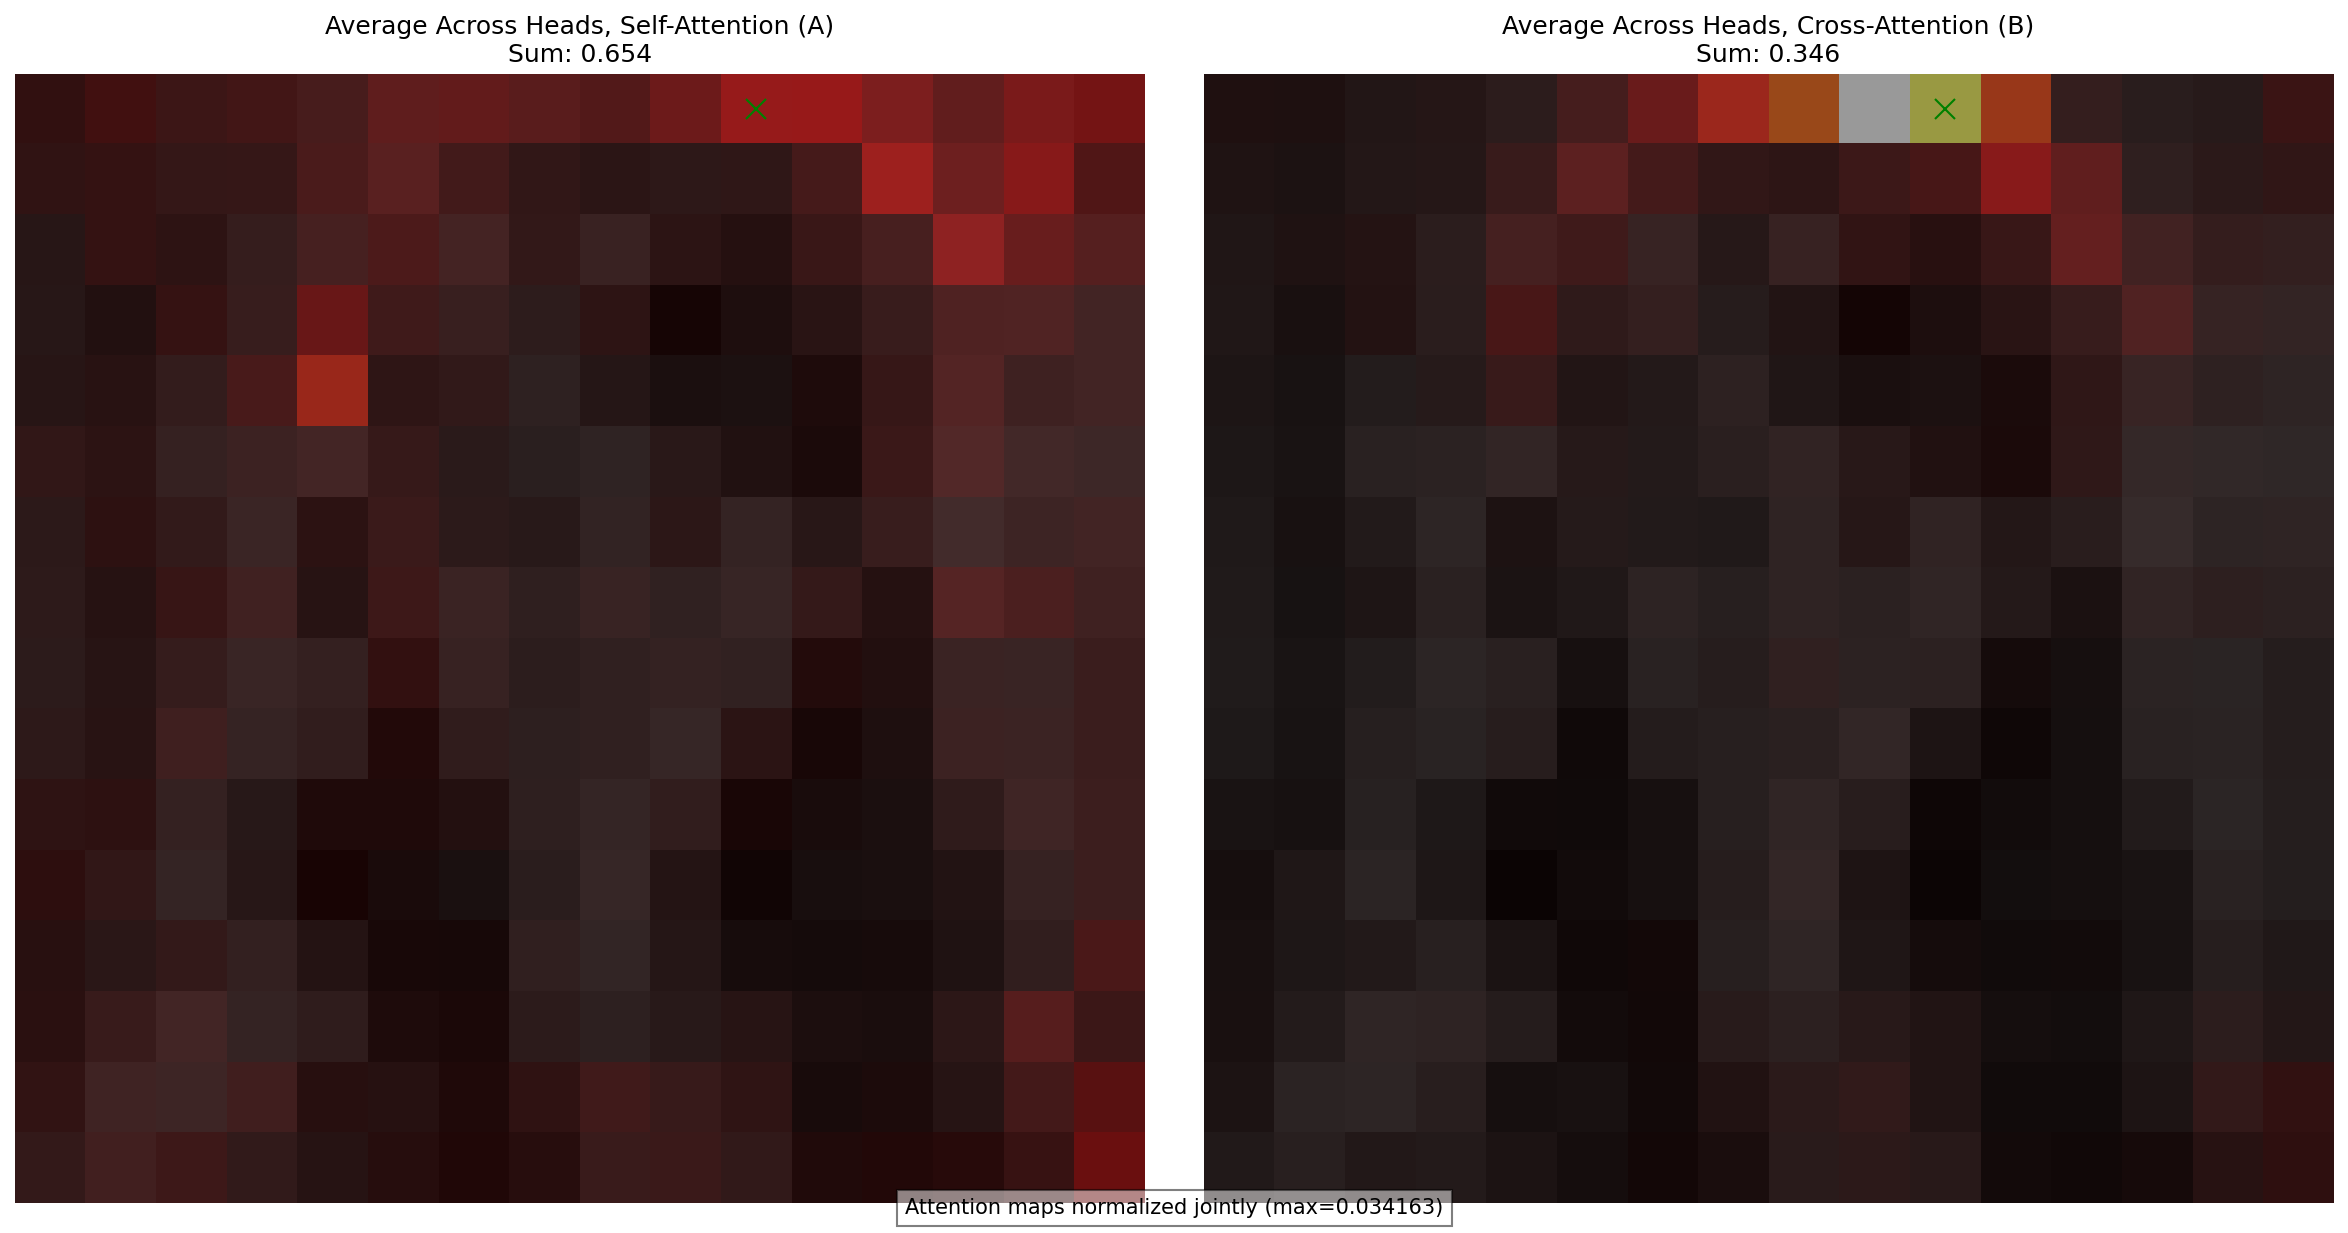 Average Across Heads, Self-Attention (A)
Sum: 0.654
Average Across Heads, Cross-Attention (B)
Sum: 0.346
Attention maps normalized jointly (max=0.034163)